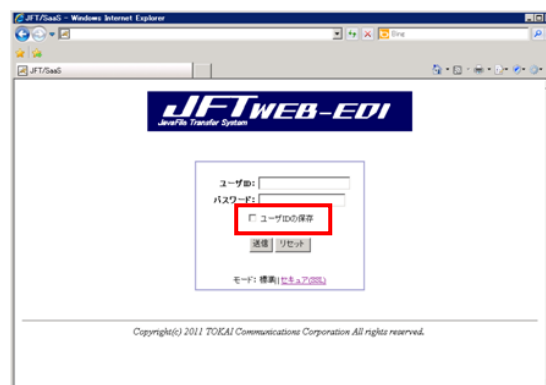 JFT/SaaS - Windows Internet Explorer
Bing
JFT/SaaS
JFT WEB-EDI
JavaFile Transfer System
ユーザID:
パスワード:
ユーザIDの保存
送信 リセット
モード: 標準 | セキュア(SSL)
Copyright(c) 2011 TOKAI Communications Corporation All rights reserved.